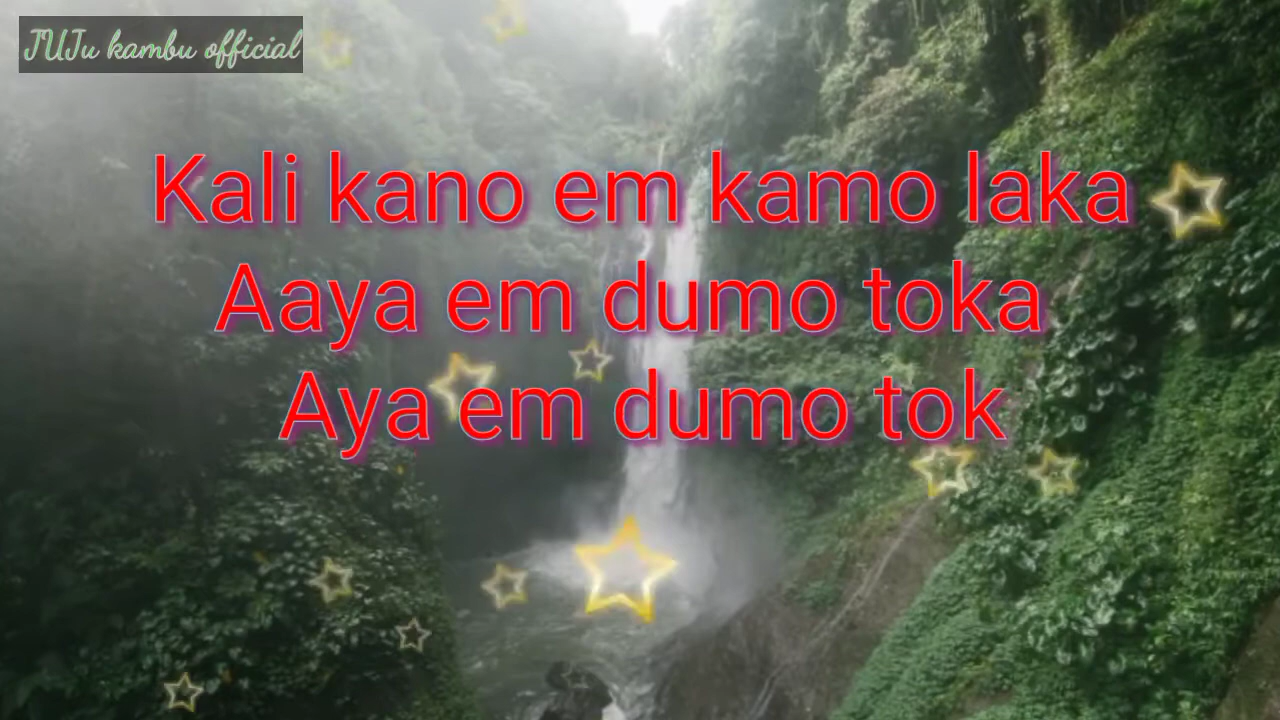 JUJu kambu official
Kali kano em kamo laka
Aaya em dumo toka
Aya em dumo tok